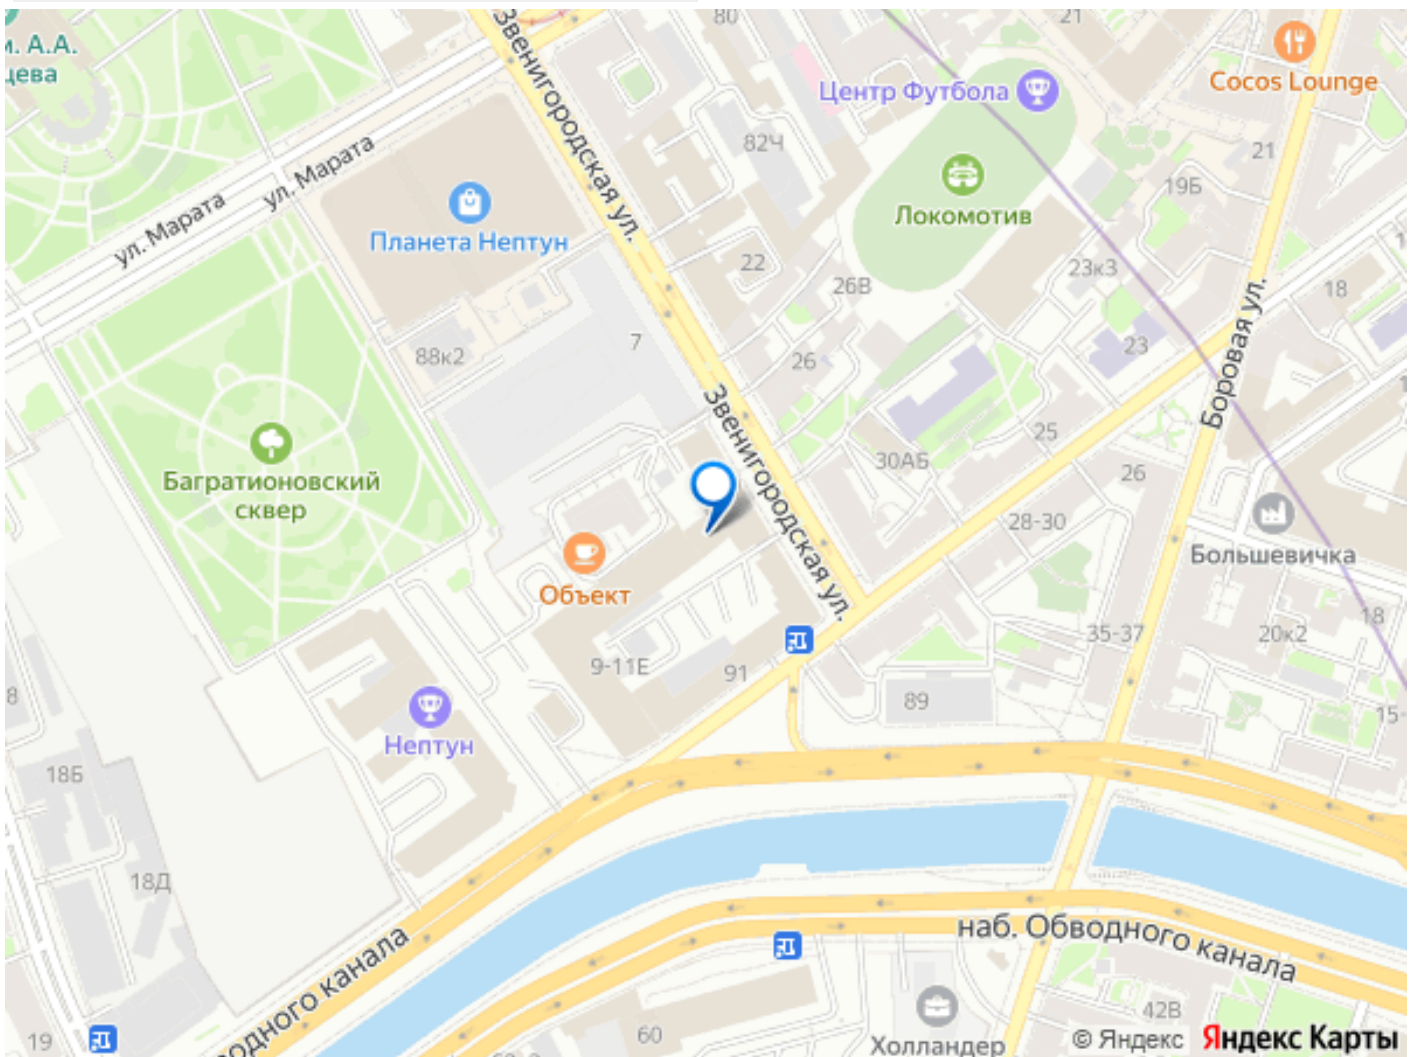 80
21
м. А.А.
цева
Звенигородская ул.
Cocos Lounge
Центр Футбола
82Ч
21
ул. Марата
ул. Марата
19Б
Локомотив
Планета Нептун
22
26В
23к3
18
7
88к2
26
23
Боровая ул.
Звенигородская ул.
25
30АБ
26
Багратионовский
сквер
28-30
Большевичка
Объект
18
35-37
20к2
9-11Е
91
89
15-
8
Нептун
18Б
18Д
наб. Обводного канала
водного канала
42В
60
19
Холландер
© Яндекс Яндекс Карты